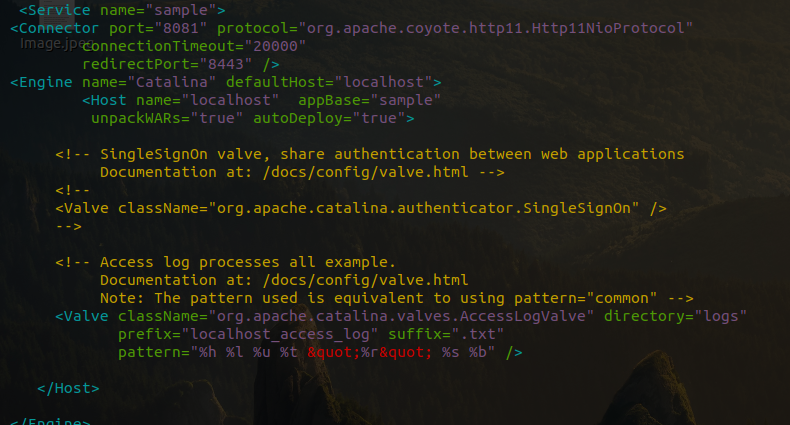 <Service name="sample">
<Connector port="8081" protocol="org.apache.coyote.http11.Http11NioProtocol"
Image.jpeg
connectionTimeout="20000"
redirectPort="8443" />
<Engine name="Catalina" defaultHost="localhost">
<Host name="localhost"  appBase="sample"
unpackWARs="true" autoDeploy="true">
<!-- SingleSignOn valve, share authentication between web applications
Documentation at: /docs/config/valve.html -->
<!--
<Valve className="org.apache.catalina.authenticator.SingleSignOn" />
-->
<!-- Access log processes all example.
Documentation at: /docs/config/valve.html
Note: The pattern used is equivalent to using pattern="common" -->
<Valve className="org.apache.catalina.valves.AccessLogValve" directory="logs"
prefix="localhost_access_log" suffix=".txt"
pattern="%h %l %u %t &quot;%r&quot; %s %b" />
</Host>
</Engine>